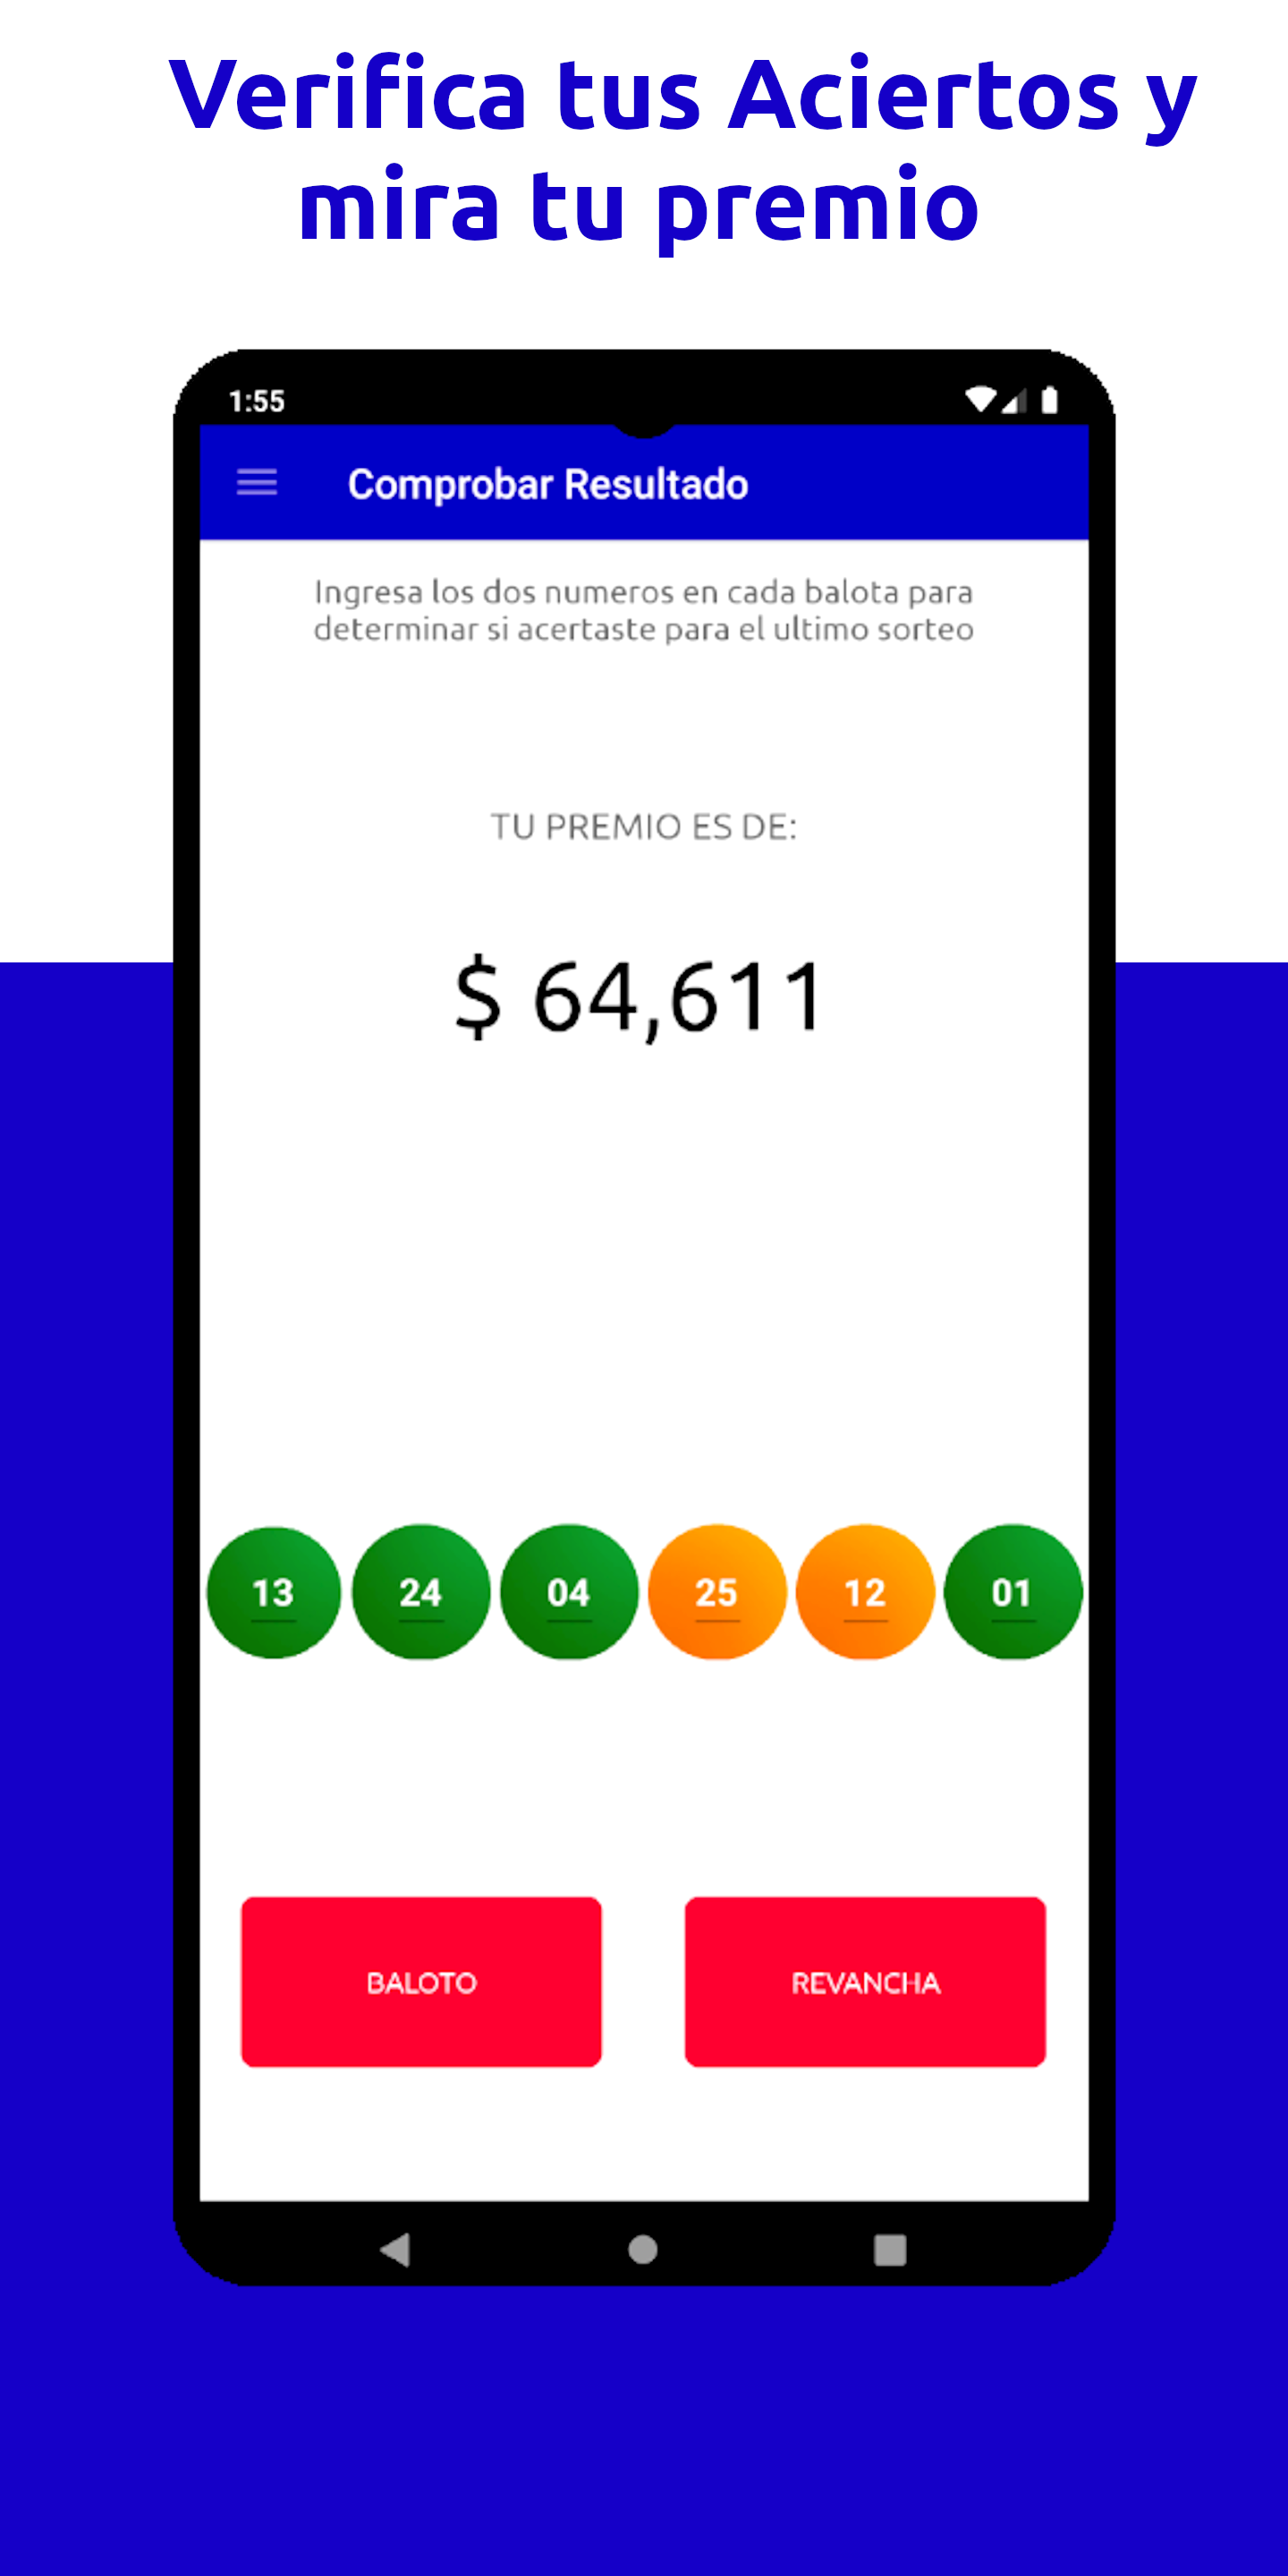 Verifica tus Aciertos y
mira tu premio
1:55
Comprobar Resultado
Ingresa los dos numeros en cada balota para
determinar si acertaste para el ultimo sorteo
TU PREMIO ES DE:
$ 64,611
13 24 04 25 12 01
BALOTO REVANCHA